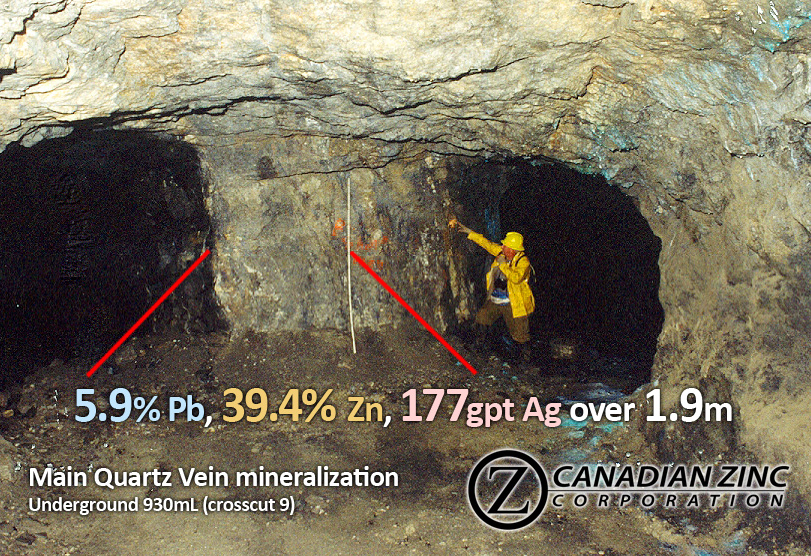 5.9% Pb, 39.4% Zn, 177gpt Ag over 1.9m
Main Quartz Vein mineralization
Underground 930mL (crosscut 9)
Z CANADIAN ZINC
CORPORATION